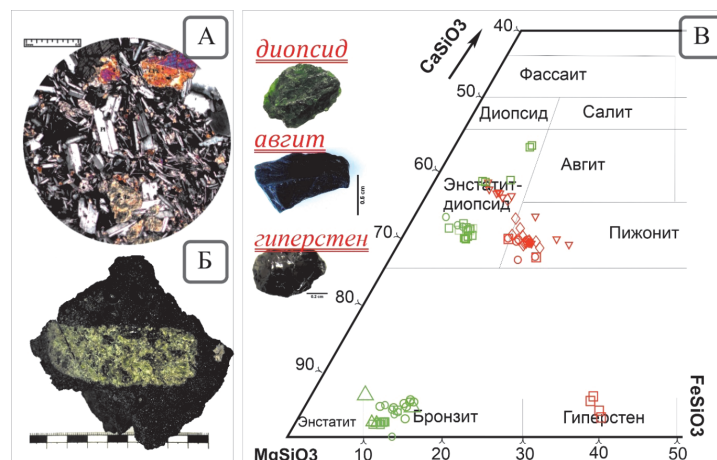 А
Б
В
диопсид
авгит
гиперстен
0.5 cm
0.2 cm
CaSiO3
40
50
60
70
80
90
Фассаит
Диопсид
Салит
Авгит
Энстатит-
диопсид
Пижонит
Энстатит
Бронзит
Гиперстен
FeSiO3
MgSiO3
10
20
30
40
50